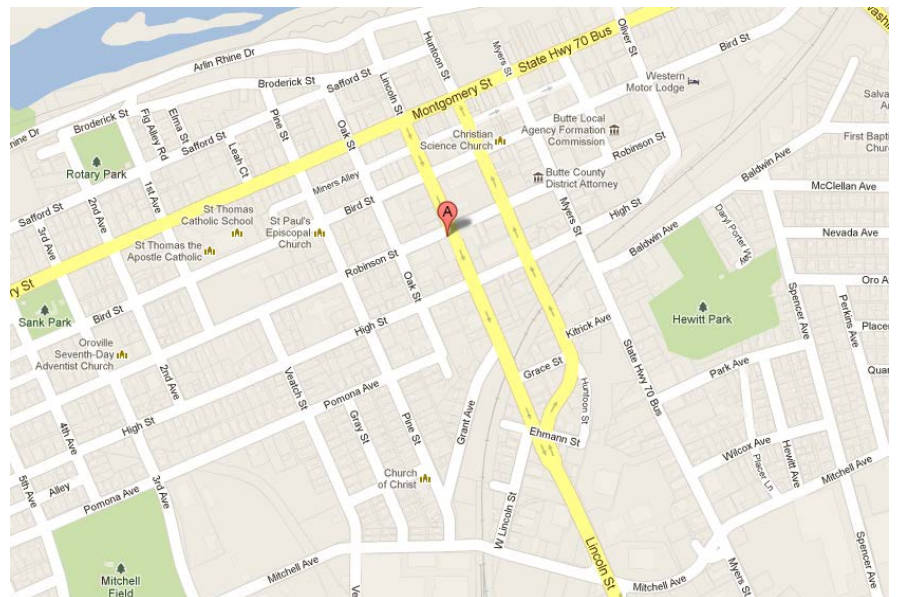 Arlin Rhine Dr
Broderick St
Safford St
Lincoln St
Huntoon St
Myers St
State Hwy 70 Bus
Oliver St
Bird St
Montgomery St
Western
Motor Lodge
Butte Local
Agency Formation
Commission
Christian
Science Church
Robinson St
Butte County
District Attorney
Salva
First Bapti
Chur
Broderick St
Fig Alley Rd
Elma St
Safford St
Leah Ct
Pine St
Oak St
Miners Alley
Bird St
Rotary Park
Safford St
3rd Ave
2nd Ave
1st Ave
St Thomas
Catholic School
St Paul's
Episcopal
Church
St Thomas the
Apostle Catholic
A
Myers St
High St
Baldwin Ave
McClellan Ave
Daryl Porter Way
Nevada Ave
Baldwin Ave
Robinson St
Oak St
ry St
Sank Park
Bird St
Oroville
Seventh-Day
Adventist Church
High St
2nd Ave
Veatch St
Pomona Ave
Hewitt Park
Oro A
Spencer Ave
Perkins Ave
Place
Quar
Kitrick Ave
Grace St
State Hwy 70 Bus
Park Ave
Huntoon St
Ehmann St
High St
Gray St
Pine St
Grant Ave
4th Ave
5th Ave
Alley
Pomona Ave
3rd Ave
Church
of Christ
W Lincoln St
Wilcox Ave
Placer Ln
Hewitt Ave
Mitchell Ave
Mitchell
Field
Mitchell Ave
Ve
Lincoln St
Mitchell Ave
Myers St
Spencer Ave